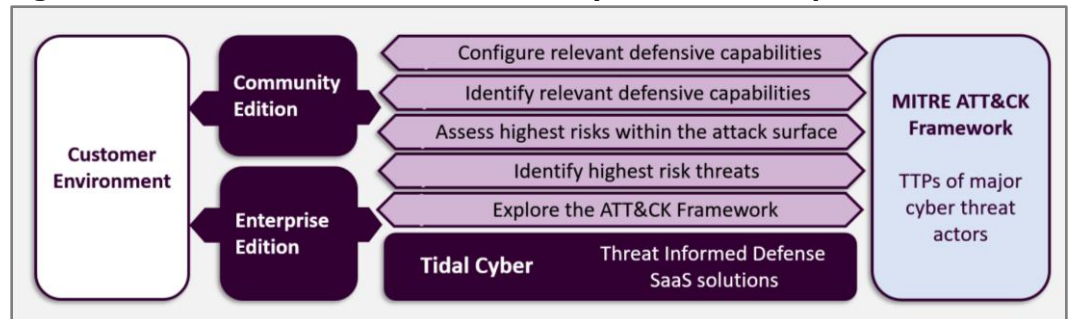 Customer
Environment
Community
Edition
Enterprise
Edition
Configure relevant defensive capabilities
Identify relevant defensive capabilities
Assess highest risks within the attack surface
Identify highest risk threats
Explore the ATT&CK Framework
Tidal Cyber
Threat Informed Defense
SaaS solutions
MITRE ATT&CK
Framework
TTPs of major
cyber threat
actors